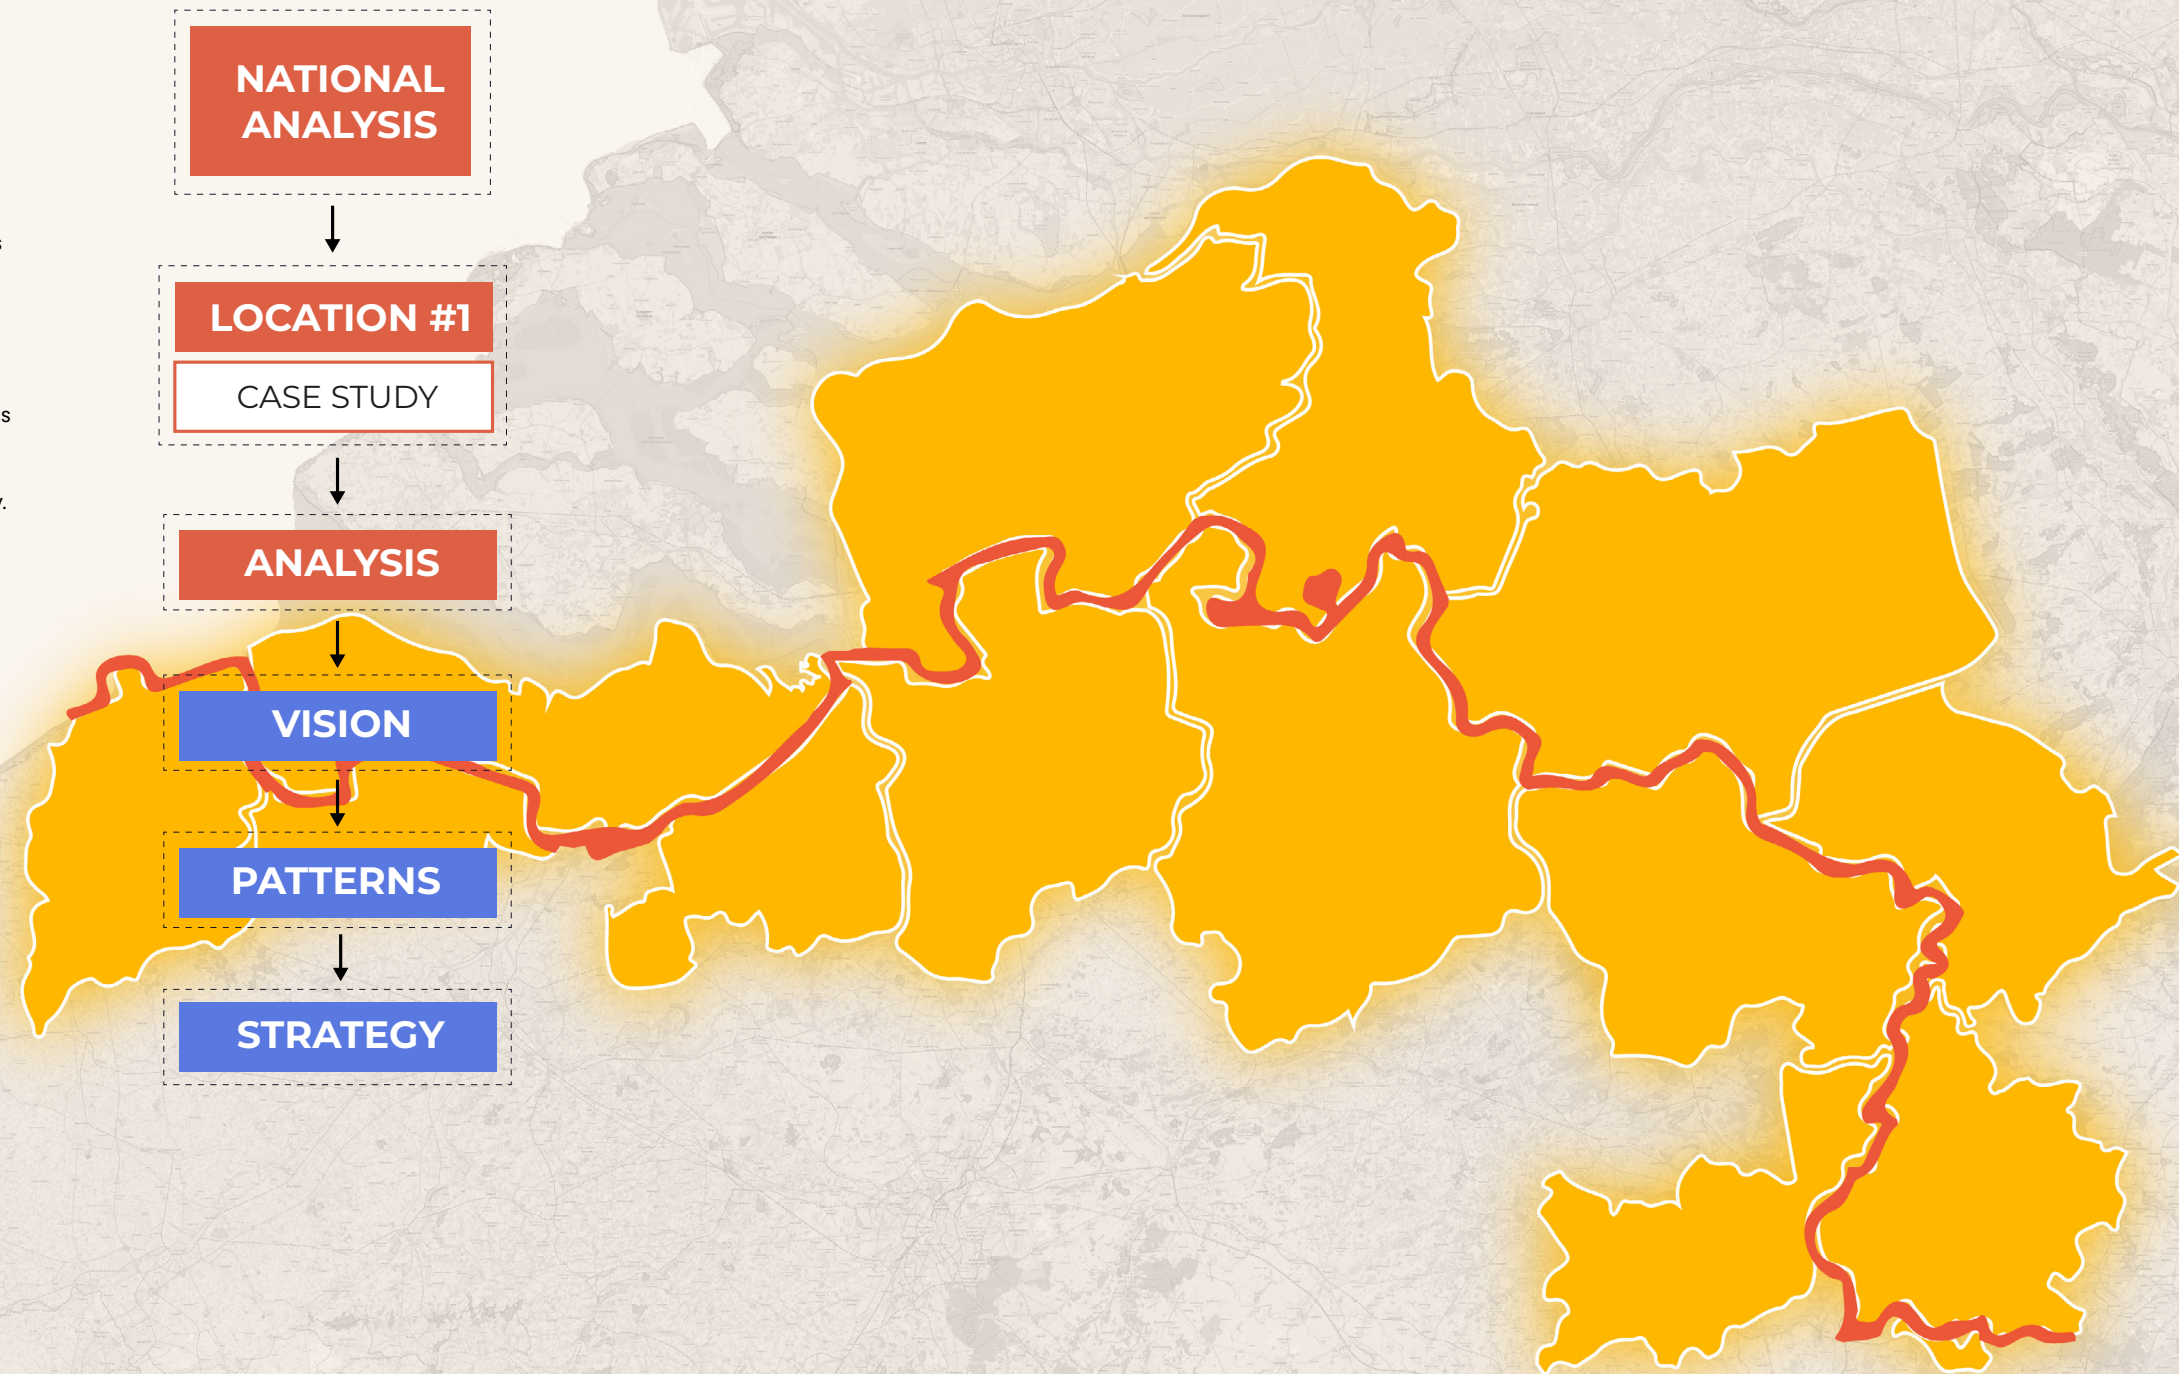 NATIONAL
ANALYSIS
s
LOCATION #1
CASE STUDY
s
y.
ANALYSIS
VISION
PATTERNS
STRATEGY